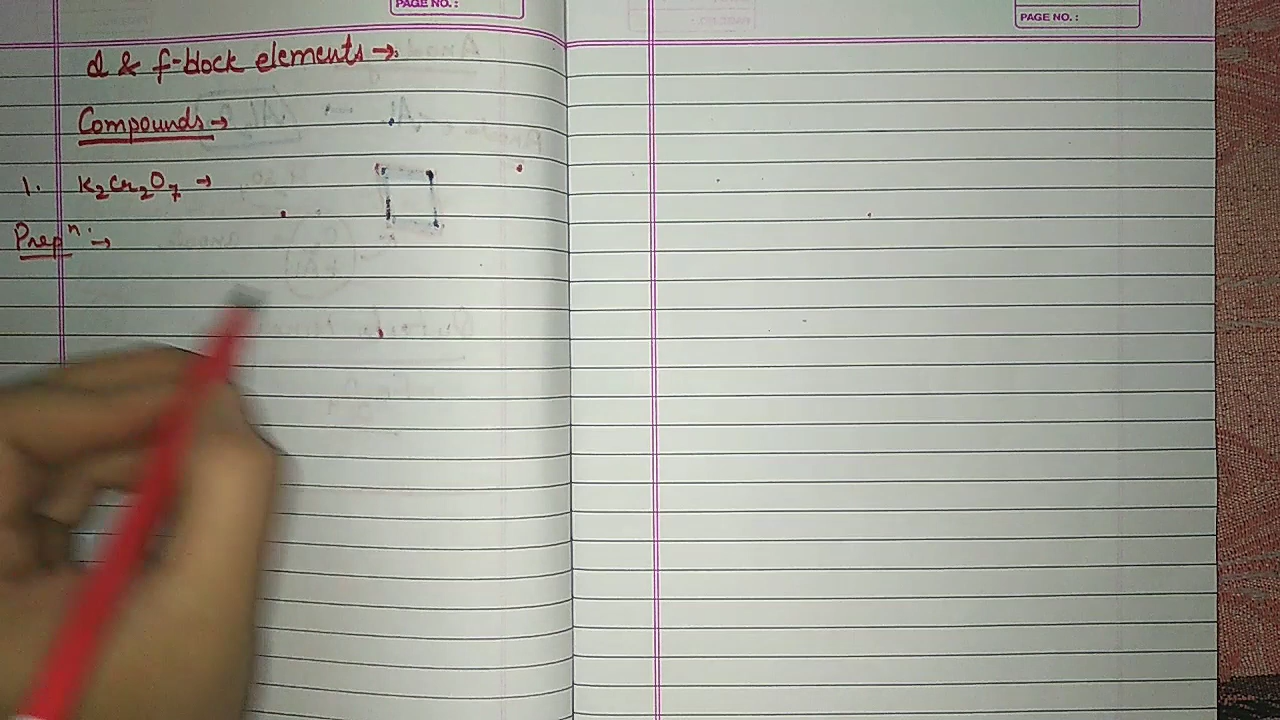 PAGE NO. :
PAGE NO. :
d & f-block elements →
Compounds →
1. K₂Cr₂O₇ →
Prepⁿ. →